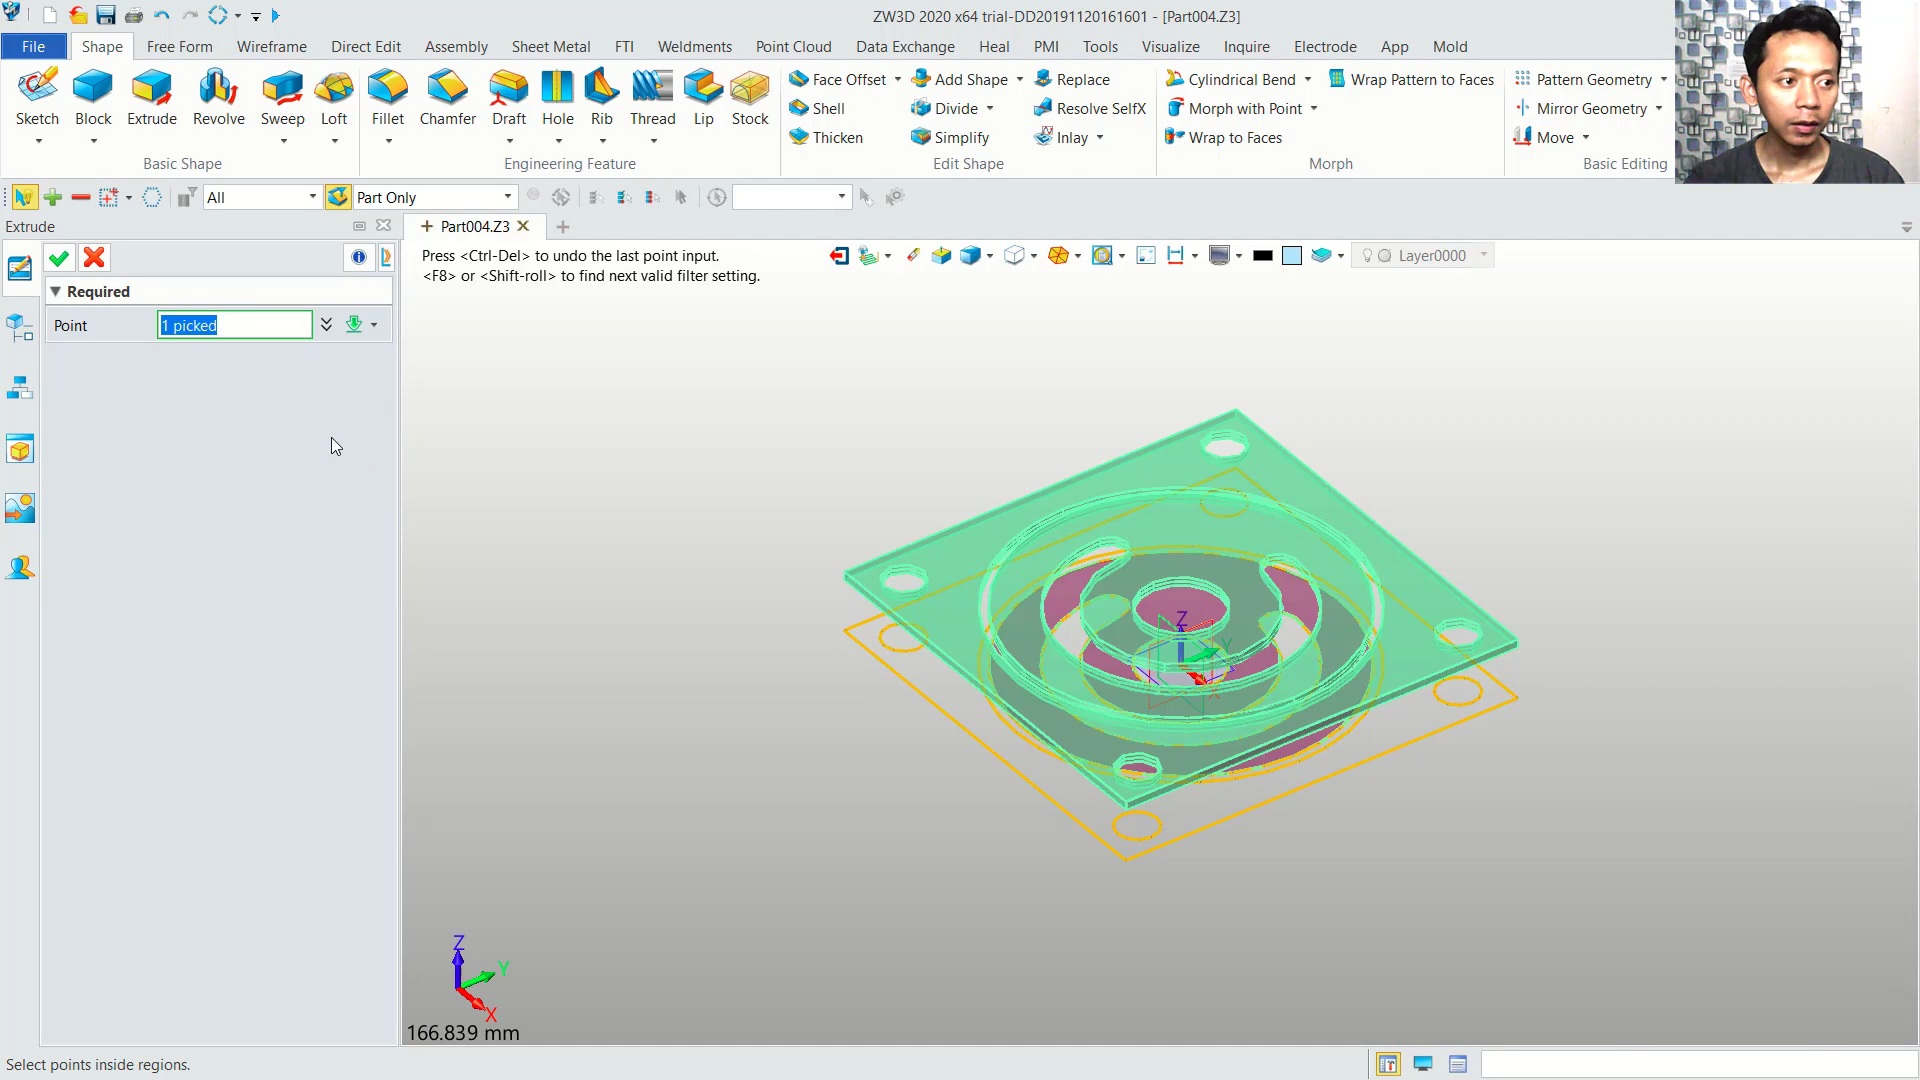 ZW3D 2020 x64 trial-DD20191120161601 - [Part004.Z3]
File Shape Free Form Wireframe Direct Edit Assembly Sheet Metal FTI Weldments Point Cloud Data Exchange Heal PMI Tools Visualize Inquire Electrode App Mold
Sketch Block Extrude Revolve Sweep Loft
Basic Shape
Fillet Chamfer Draft Hole Rib Thread Lip Stock
Engineering Feature
Face Offset Add Shape Replace
Shell Divide Resolve SelfX
Thicken Simplify Inlay
Edit Shape
Cylindrical Bend Wrap Pattern to Faces
Morph with Point
Wrap to Faces
Morph
Pattern Geometry
Mirror Geometry
Move
Basic Editing
All Part Only
Extrude
Part004.Z3
Required
Point 1 picked
Press <Ctrl-Del> to undo the last point input.
<F8> or <Shift-roll> to find next valid filter setting.
Layer0000
Z
Y
X
Z
Y
X
166.839 mm
Select points inside regions.